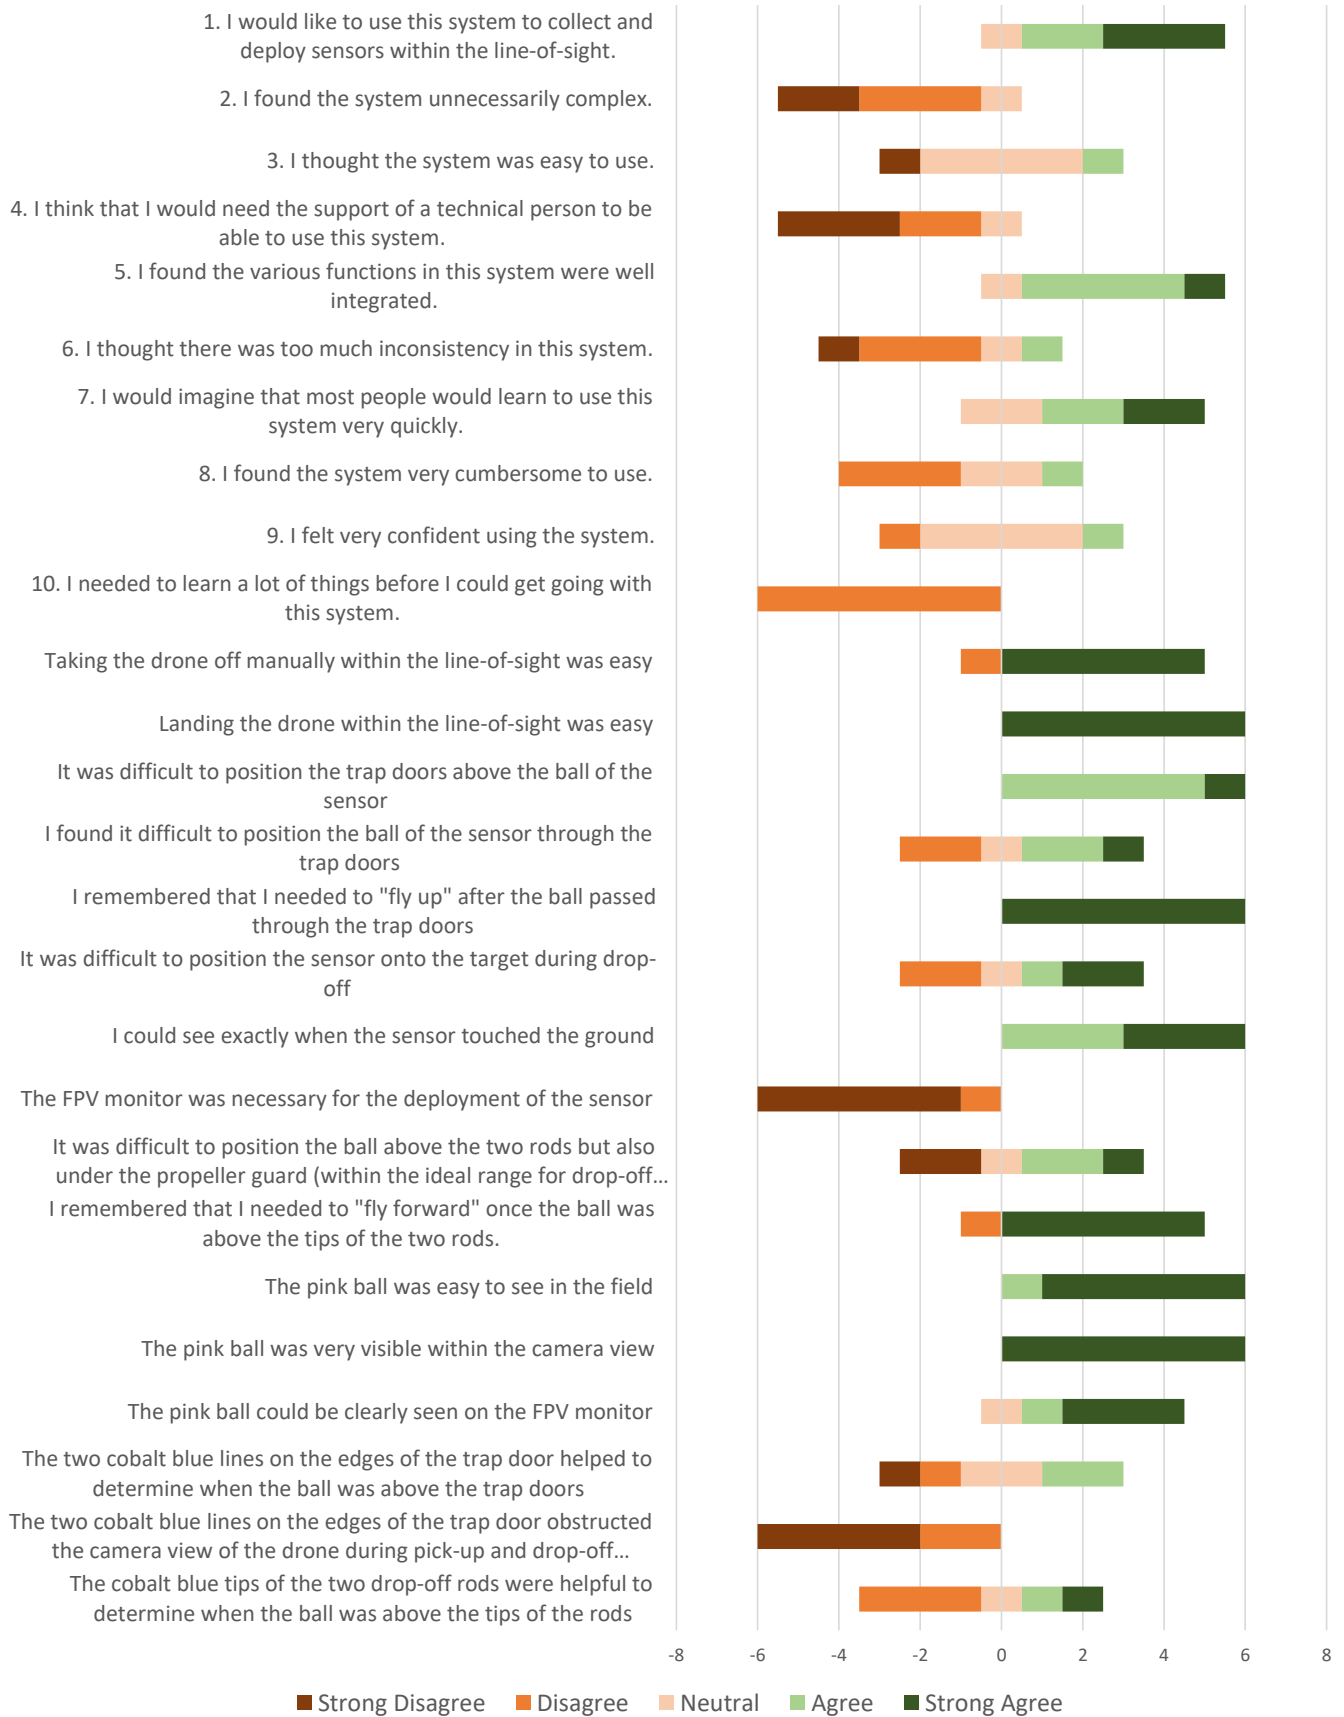 1. I would like to use this system to collect and
deploy sensors within the line-of-sight.
2. I found the system unnecessarily complex.
3. I thought the system was easy to use.
4. I think that I would need the support of a technical person to be
able to use this system.
5. I found the various functions in this system were well
integrated.
6. I thought there was too much inconsistency in this system.
7. I would imagine that most people would learn to use this
system very quickly.
8. I found the system very cumbersome to use.
9. I felt very confident using the system.
10. I needed to learn a lot of things before I could get going with
this system.
Taking the drone off manually within the line-of-sight was easy
Landing the drone within the line-of-sight was easy
It was difficult to position the trap doors above the ball of the
sensor
I found it difficult to position the ball of the sensor through the
trap doors
I remembered that I needed to "fly up" after the ball passed
through the trap doors
It was difficult to position the sensor onto the target during drop-
off
I could see exactly when the sensor touched the ground
The FPV monitor was necessary for the deployment of the sensor
It was difficult to position the ball above the two rods but also
under the propeller guard (within the ideal range for drop-off...
I remembered that I needed to "fly forward" once the ball was
above the tips of the two rods.
The pink ball was easy to see in the field
The pink ball was very visible within the camera view
The pink ball could be clearly seen on the FPV monitor
The two cobalt blue lines on the edges of the trap door helped to
determine when the ball was above the trap doors
The two cobalt blue lines on the edges of the trap door obstructed
the camera view of the drone during pick-up and drop-off...
The cobalt blue tips of the two drop-off rods were helpful to
determine when the ball was above the tips of the rods
-8 -6 -4 -2 0 2 4 6 8
Strong Disagree Disagree Neutral Agree Strong Agree